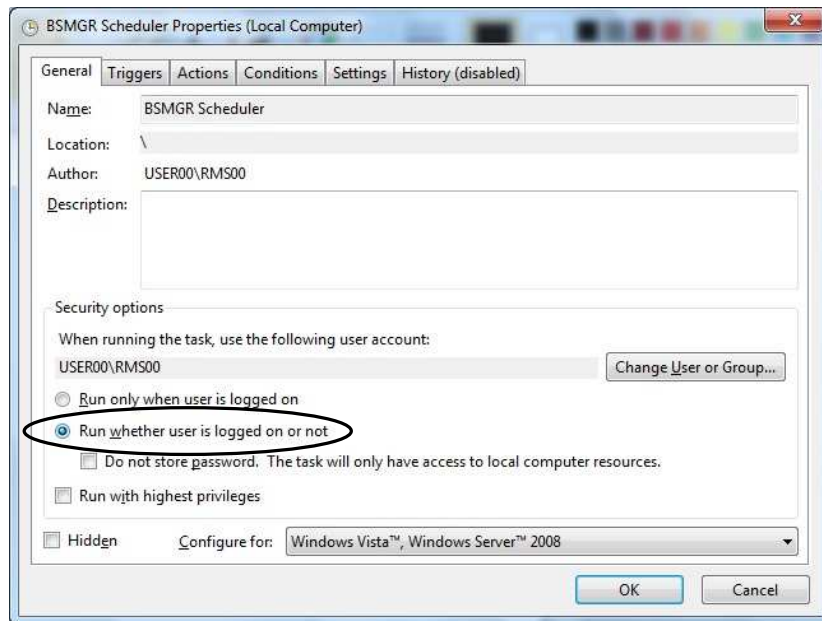 BSMGR Scheduler Properties (Local Computer)
General Triggers Actions Conditions Settings History (disabled)
Name: BSMGR Scheduler
Location: \
Author: USER00\RMS00
Description:
Security options
When running the task, use the following user account:
USER00\RMS00 Change User or Group...
Run only when user is logged on
Run whether user is logged on or not
Do not store password. The task will only have access to local computer resources.
Run with highest privileges
Hidden Configure for: Windows Vista™, Windows Server™ 2008
OK Cancel